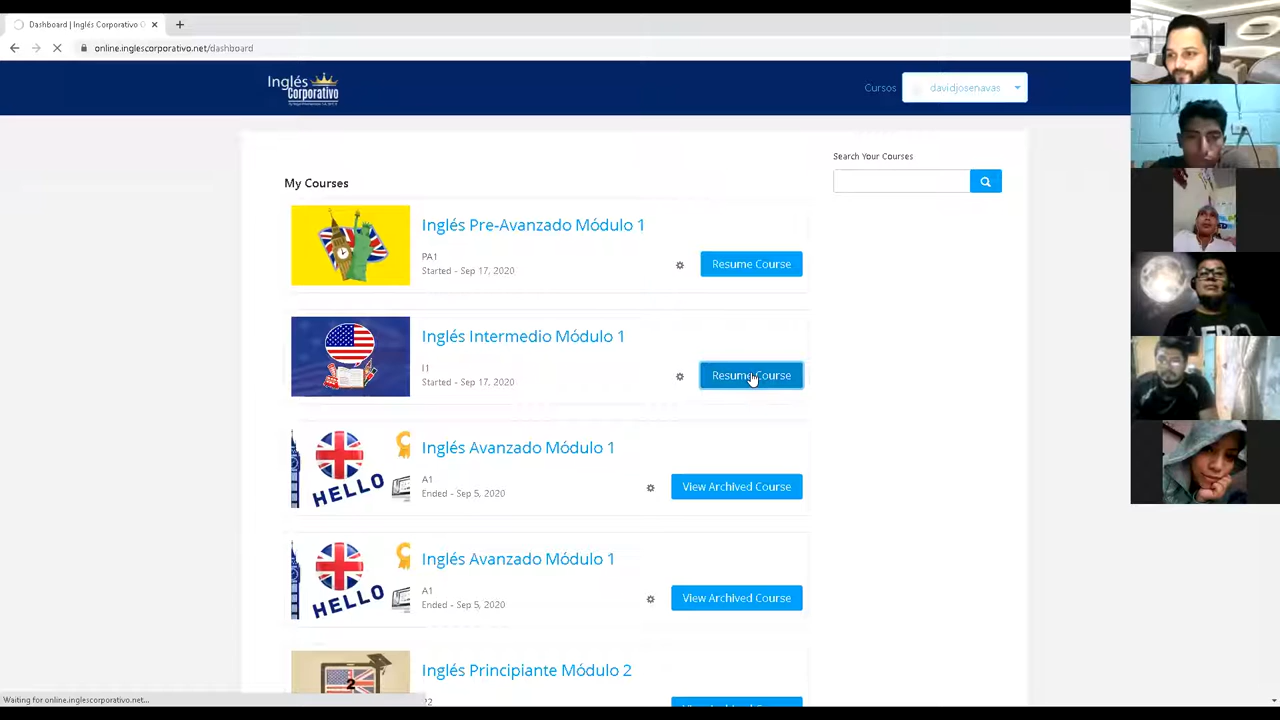 Dashboard | Inglés Corporativo O
online.inglescorporativo.net/dashboard
Inglés
Corporativo
Cursos
davidjosenavas
Search Your Courses
My Courses
Inglés Pre-Avanzado Módulo 1
PA1
Started - Sep 17, 2020
Resume Course
Inglés Intermedio Módulo 1
I1
Started - Sep 17, 2020
Resume Course
HELLO
Inglés Avanzado Módulo 1
A1
Ended - Sep 5, 2020
View Archived Course
HELLO
Inglés Avanzado Módulo 1
A1
Ended - Sep 5, 2020
View Archived Course
2
Inglés Principiante Módulo 2
Waiting for online.inglescorporativo.net...
AERO